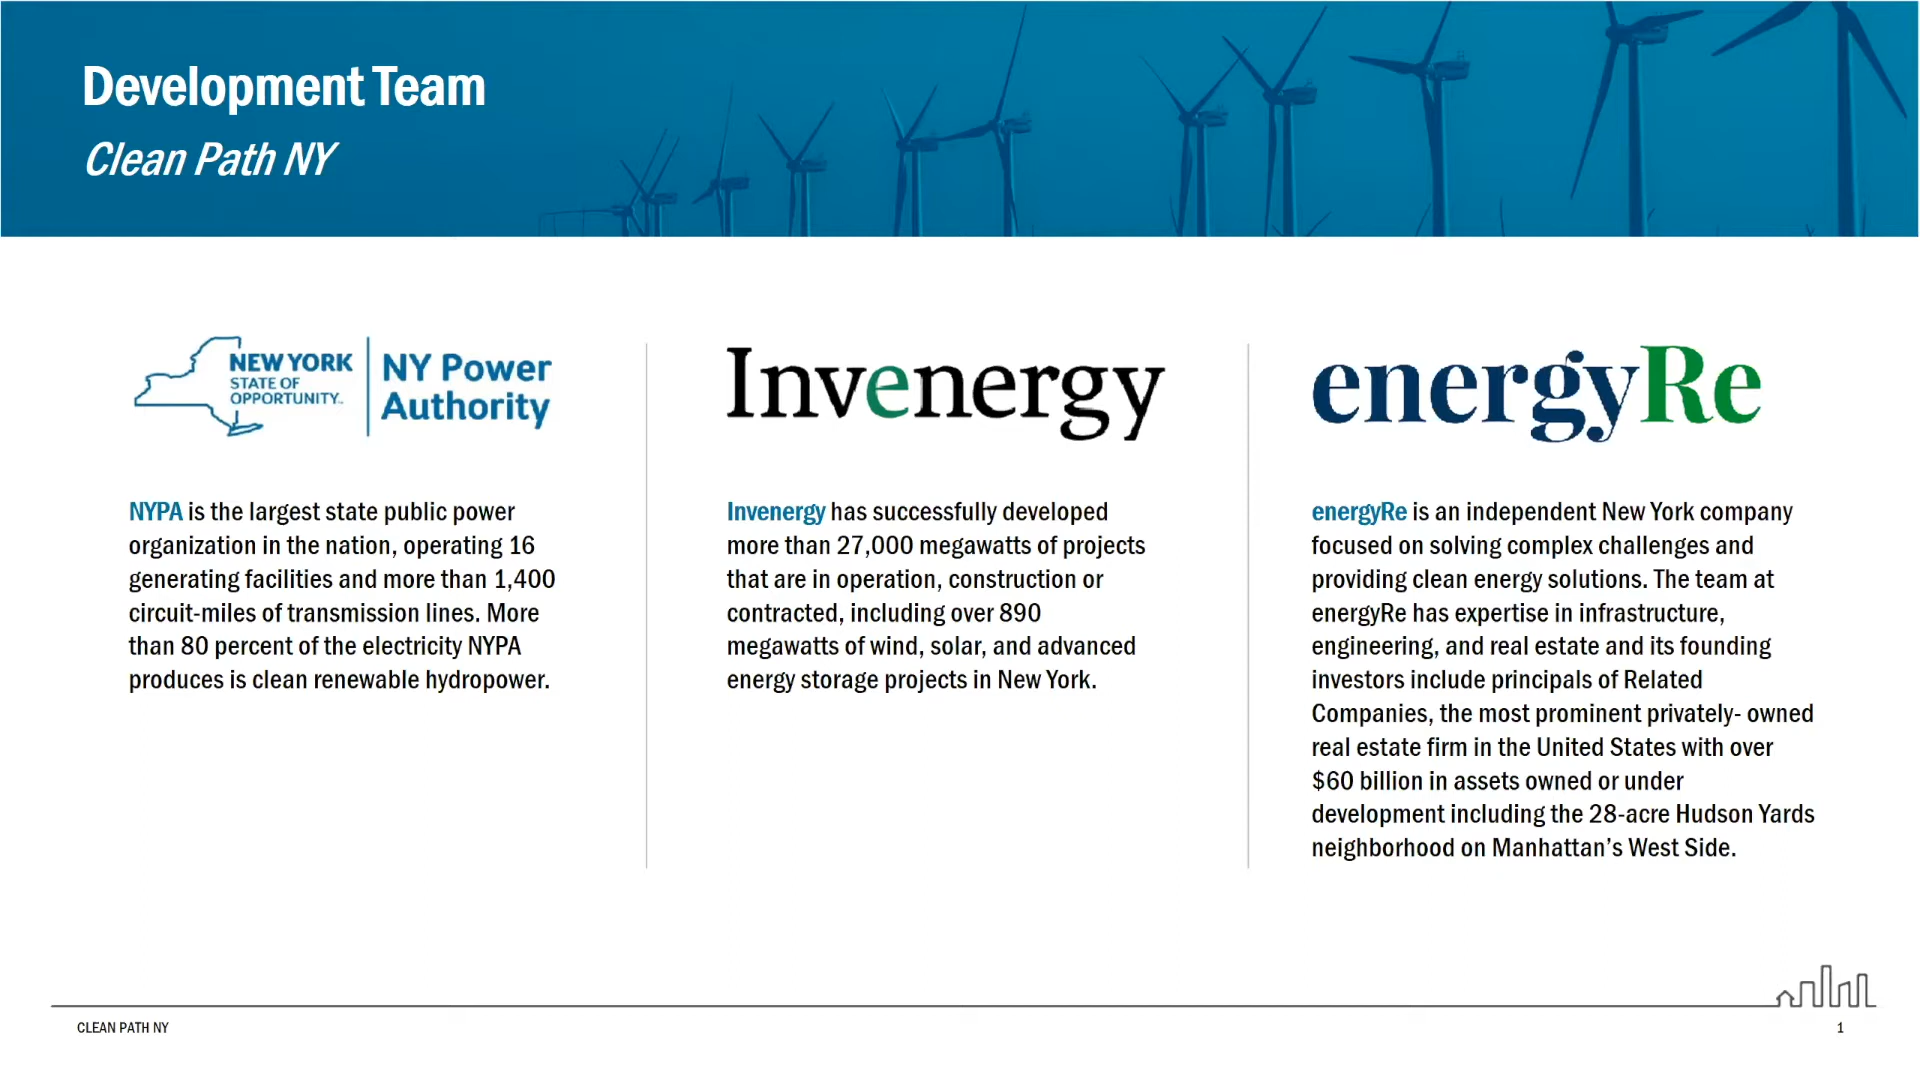 Development Team
Clean Path NY
NEW YORK
STATE OF
OPPORTUNITY™
NY Power
Authority
NYPA is the largest state public power
organization in the nation, operating 16
generating facilities and more than 1,400
circuit-miles of transmission lines. More
than 80 percent of the electricity NYPA
produces is clean renewable hydropower.
Invenergy
Invenergy has successfully developed
more than 27,000 megawatts of projects
that are in operation, construction or
contracted, including over 890
megawatts of wind, solar, and advanced
energy storage projects in New York.
energyRe
energyRe is an independent New York company
focused on solving complex challenges and
providing clean energy solutions. The team at
energyRe has expertise in infrastructure,
engineering, and real estate and its founding
investors include principals of Related
Companies, the most prominent privately- owned
real estate firm in the United States with over
$60 billion in assets owned or under
development including the 28-acre Hudson Yards
neighborhood on Manhattan’s West Side.
CLEAN PATH NY
1